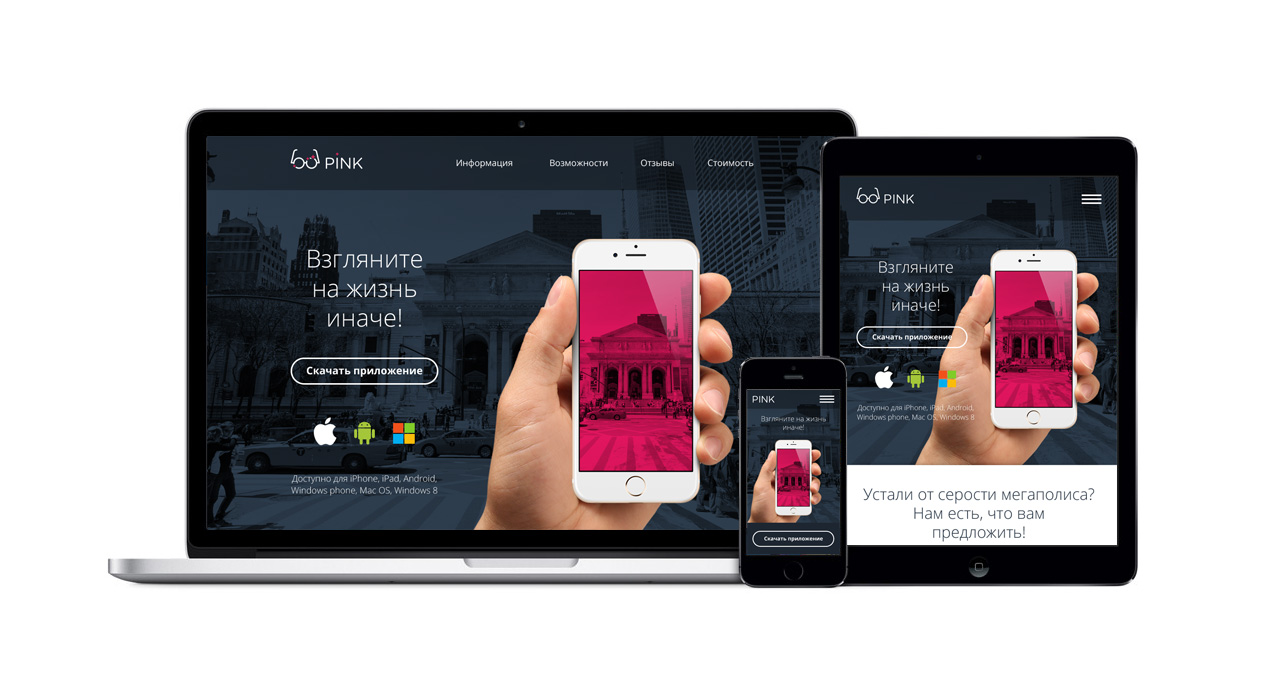 PINK
Информация Возможности Отзывы Стоимость
Взгляните
на жизнь
иначе!
Скачать приложение
Доступно для iPhone, iPad, Android,
Windows phone, Mac OS, Windows 8
PINK
Взгляните на жизнь
иначе!
Скачать приложение
PINK
Взгляните
на жизнь
иначе!
Скачать приложение
Доступно для iPhone, iPad, Android,
Windows phone, Mac OS, Windows 8
Устали от серости мегаполиса?
Нам есть, что вам
предложить!